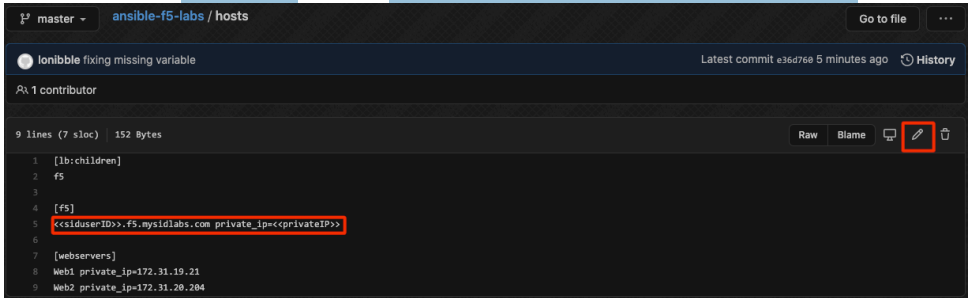 master
ansible-f5-labs / hosts
Go to file
...
lonibble fixing missing variable
Latest commit e36d760 5 minutes ago
History
1 contributor
9 lines (7 sloc) 152 Bytes
Raw
Blame
1 [lb:children]
2 f5
3
4 [f5]
5 <<siduserID>>.f5.mysidlabs.com private_ip=<<privateIP>>
6
7 [webservers]
8 Web1 private_ip=172.31.19.21
9 Web2 private_ip=172.31.20.204